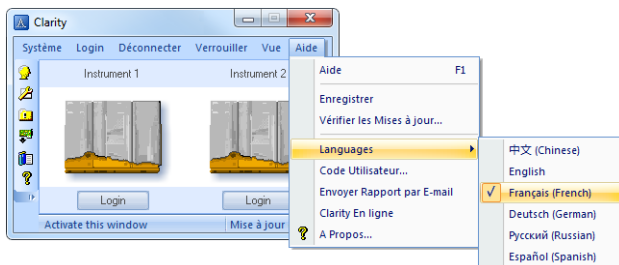 Clarity
Système Login Déconnecter Verrouiller Vue Aide
Instrument 1 Instrument 2
Login Login
Activate this window Mise à jour
Aide F1
Enregistrer
Vérifier les Mises à jour...
Languages
Code Utilisateur...
Envoyer Rapport par E-mail
Clarity En ligne
A Propos...
中文 (Chinese)
English
Français (French)
Deutsch (German)
Русский (Russian)
Español (Spanish)